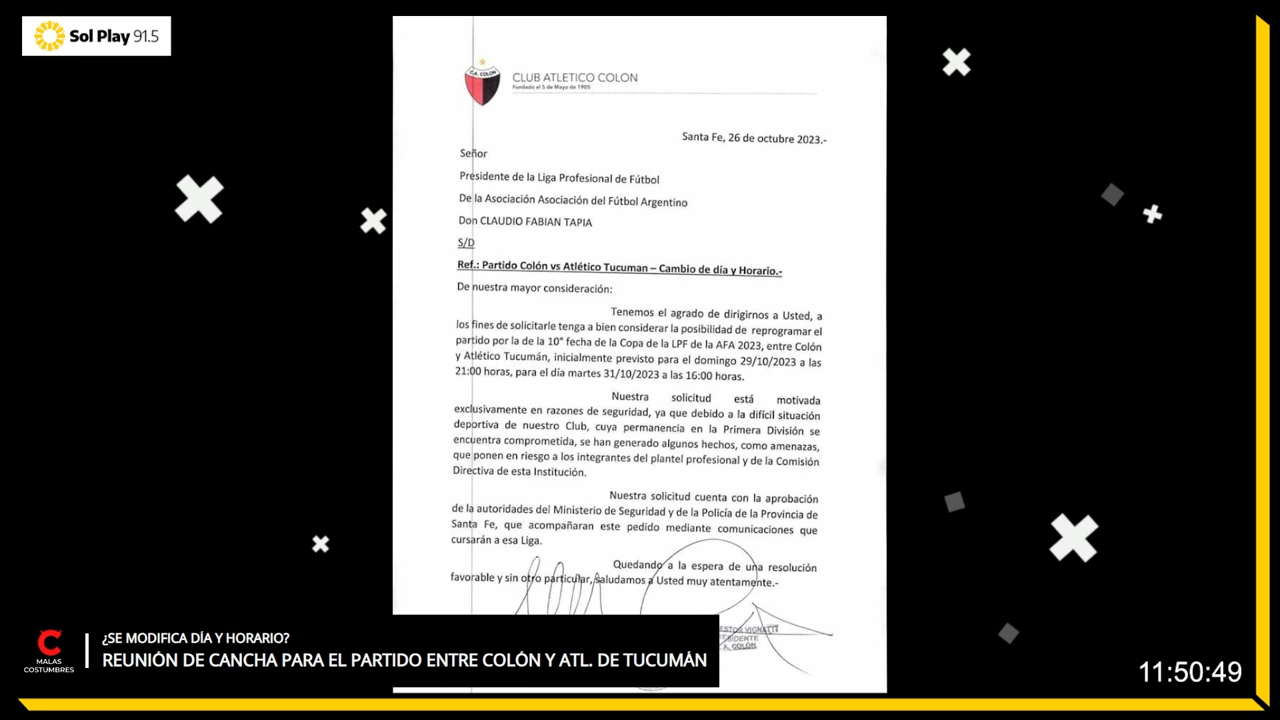 Sol Play 91.5
C.A. COLON
CLUB ATLETICO COLON
Fundado el 5 de Mayo de 1905
Santa Fe, 26 de octubre 2023.-
Señor
Presidente de la Liga Profesional de Fútbol
De la Asociación Asociación del Fútbol Argentino
Don CLAUDIO FABIAN TAPIA
S/D
Ref.: Partido Colón vs Atlético Tucuman – Cambio de día y Horario.-
De nuestra mayor consideración:
Tenemos el agrado de dirigirnos a Usted, a
los fines de solicitarle tenga a bien considerar la posibilidad de reprogramar el
partido por la de la 10° fecha de la Copa de la LPF de la AFA 2023, entre Colón
y Atlético Tucumán, inicialmente previsto para el domingo 29/10/2023 a las
21:00 horas, para el día martes 31/10/2023 a las 16:00 horas.
Nuestra solicitud está motivada
exclusivamente en razones de seguridad, ya que debido a la difícil situación
deportiva de nuestro Club, cuya permanencia en la Primera División se
encuentra comprometida, se han generado algunos hechos, como amenazas,
que ponen en riesgo a los integrantes del plantel profesional y de la Comisión
Directiva de esta Institución.
Nuestra solicitud cuenta con la aprobación
de la autoridades del Ministerio de Seguridad y de la Policía de la Provincia de
Santa Fe, que acompañaran este pedido mediante comunicaciones que
cursarán a esa Liga.
Quedando a la espera de una resolución
favorable y sin otro particular, saludamos a Usted muy atentamente.-
ESTOR VIGNATTI
ESIDENTE
C.A. COLÓN
C
MALAS
COSTUMBRES
¿SE MODIFICA DÍA Y HORARIO?
REUNIÓN DE CANCHA PARA EL PARTIDO ENTRE COLÓN Y ATL. DE TUCUMÁN
11:50:49